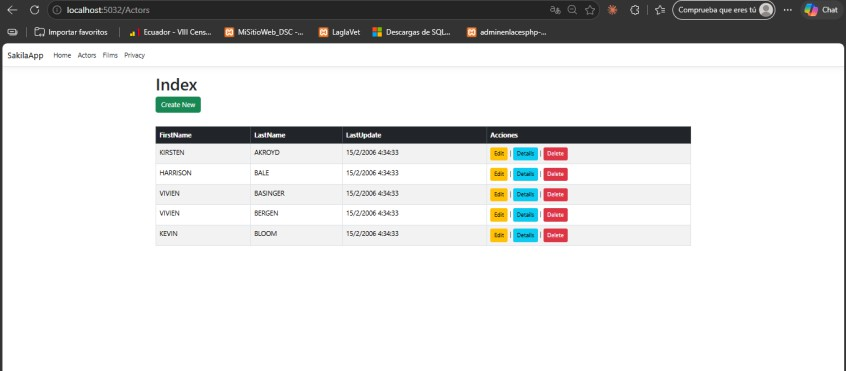 localhost:5032/Actors
Comprueba que eres tú
Chat
Importar favoritos
Ecuador - VIII Cens...
MiSitioWeb_DSC -...
LaglaVet
Descargas de SQL...
adminenlacesphp-...
SakilaApp Home Actors Films Privacy
Index
Create New
FirstName LastName LastUpdate Acciones
KIRSTEN AKROYD 15/2/2006 4:34:33 Edit | Details | Delete
HARRISON BALE 15/2/2006 4:34:33 Edit | Details | Delete
VIVIEN BASINGER 15/2/2006 4:34:33 Edit | Details | Delete
VIVIEN BERGEN 15/2/2006 4:34:33 Edit | Details | Delete
KEVIN BLOOM 15/2/2006 4:34:33 Edit | Details | Delete